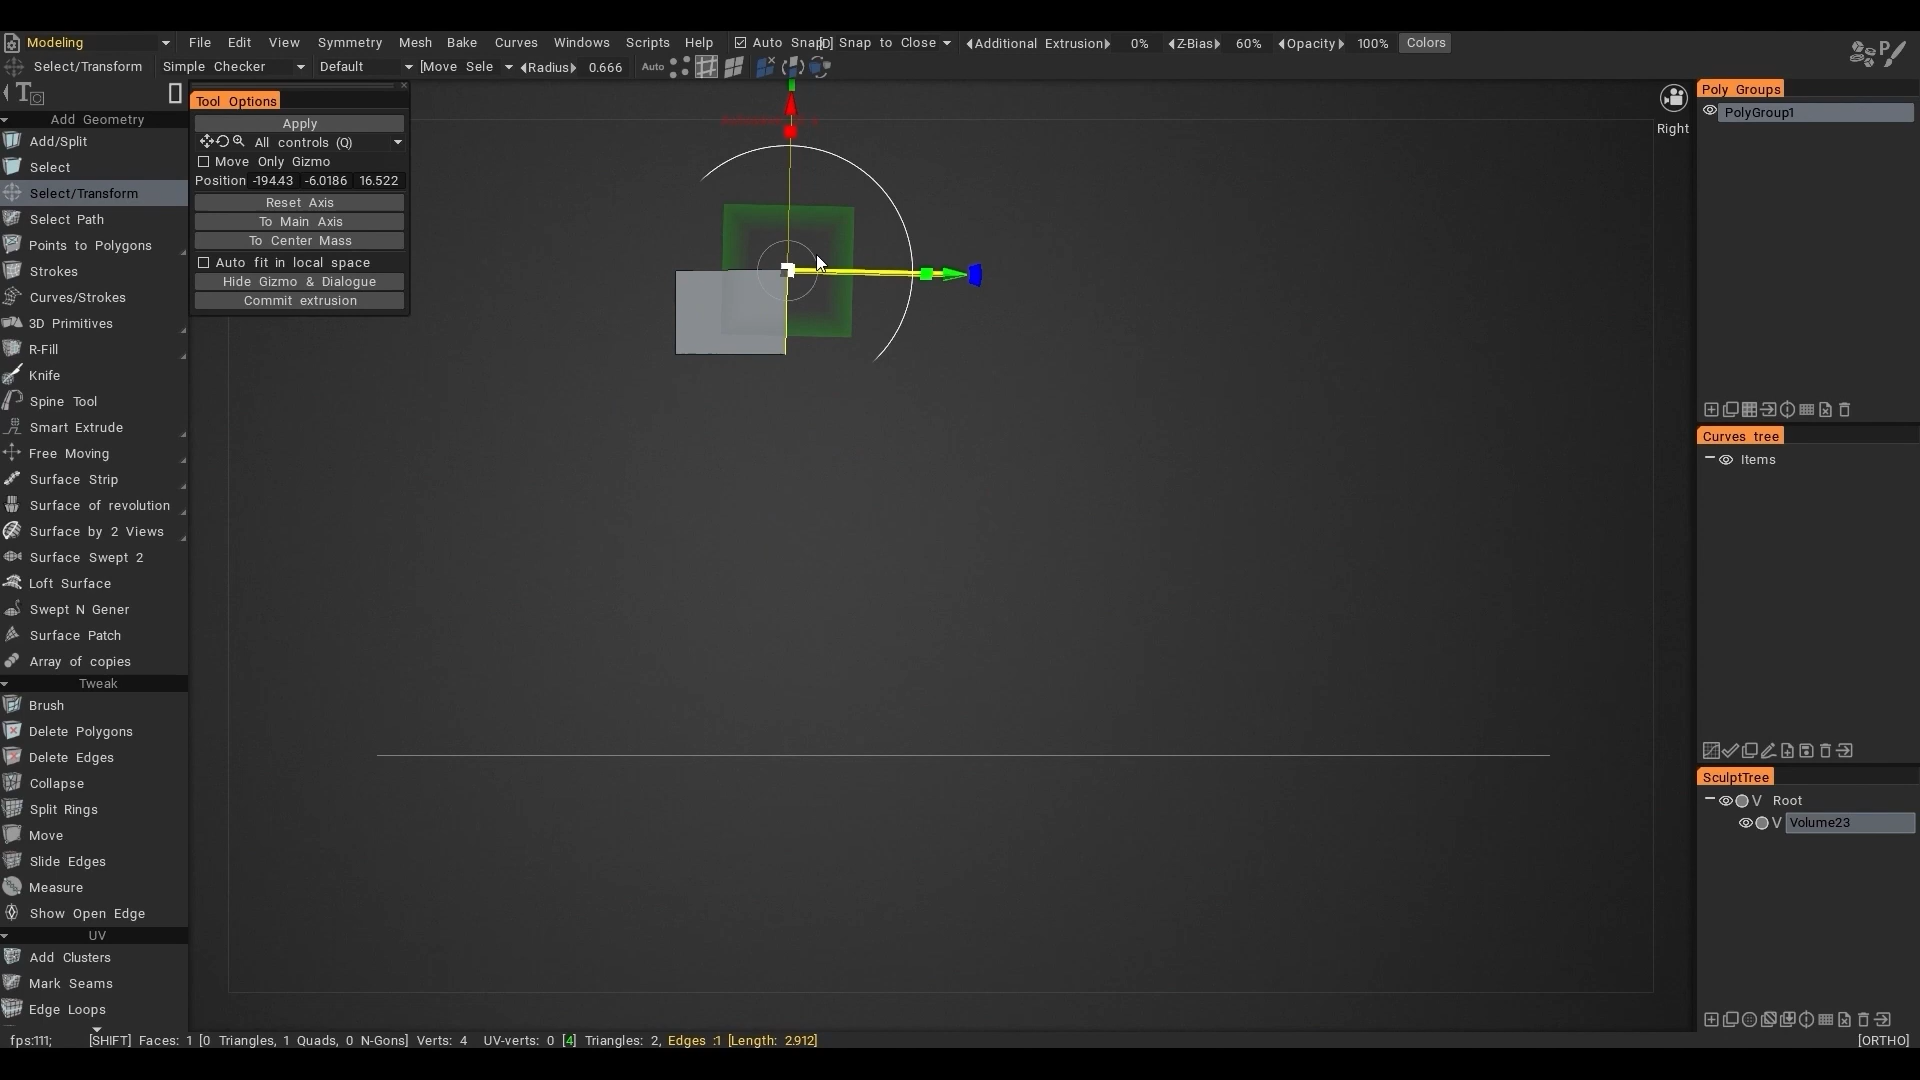 Modeling File Edit View Symmetry Mesh Bake Curves Windows Scripts Help Auto Snap [D] Snap to Close Additional Extrusion 0% Z-Bias 60% Opacity 100% Colors
Select/Transform Simple Checker Default [Move Sele Radius 0.666 Auto
Tool Options
Apply
All controls (Q)
Move Only Gizmo
Position -194.43 -6.0186 16.522
Reset Axis
To Main Axis
To Center Mass
Auto fit in local space
Hide Gizmo & Dialogue
Commit extrusion
Add Geometry
Add/Split
Select
Select/Transform
Select Path
Points to Polygons
Strokes
Curves/Strokes
3D Primitives
R-Fill
Knife
Spine Tool
Smart Extrude
Free Moving
Surface Strip
Surface of revolution
Surface by 2 Views
Surface Swept 2
Loft Surface
Swept N Gener
Surface Patch
Array of copies
Tweak
Brush
Delete Polygons
Delete Edges
Collapse
Split Rings
Move
Slide Edges
Measure
Show Open Edge
UV
Add Clusters
Mark Seams
Edge Loops
Right
Poly Groups
PolyGroup1
Curves tree
Items
SculptTree
V Root
V Volume23
fps:111; [SHIFT] Faces: 1 [0 Triangles, 1 Quads, 0 N-Gons] Verts: 4 UV-verts: 0 [4] Triangles: 2, Edges :1 [Length: 2.912] [ORTHO]